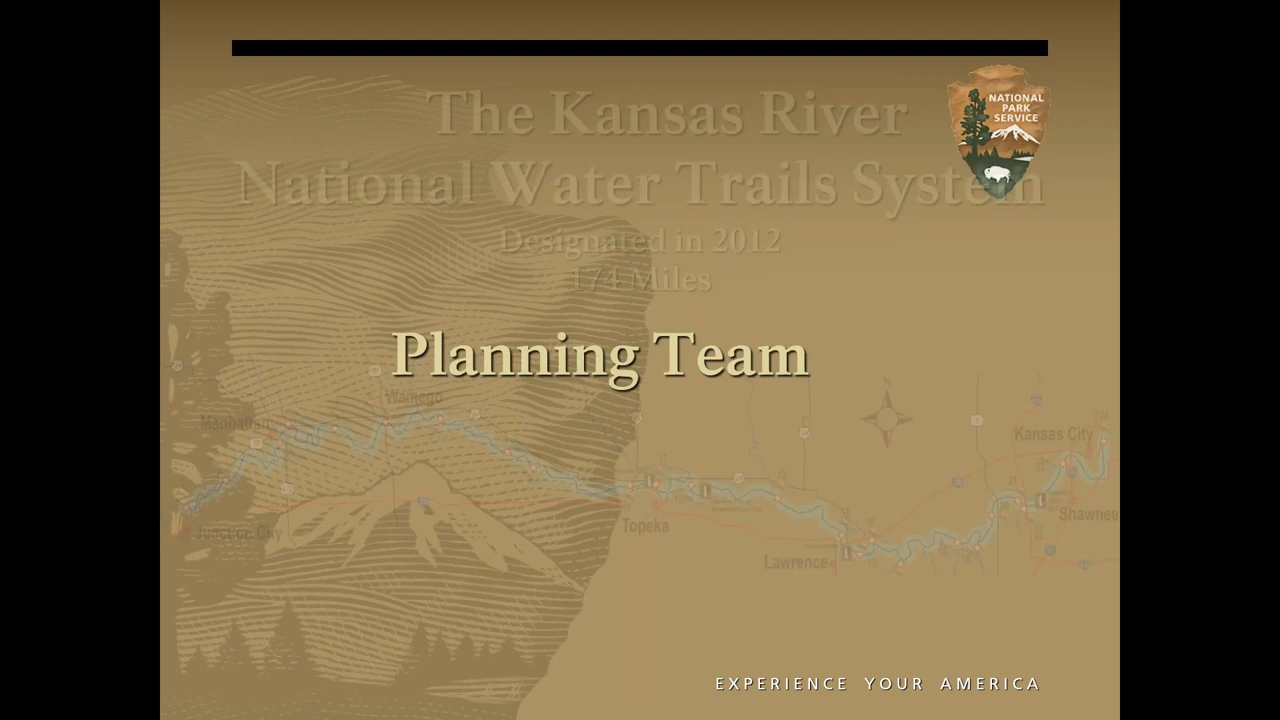 The Kansas River
National Water Trails System
Designated in 2012
174 Miles
NATIONAL
PARK
SERVICE
Planning Team
Wamego
Manhattan
Kansas City
Junction City
Topeka
Shawnee
Lawrence
EXPERIENCE YOUR AMERICA